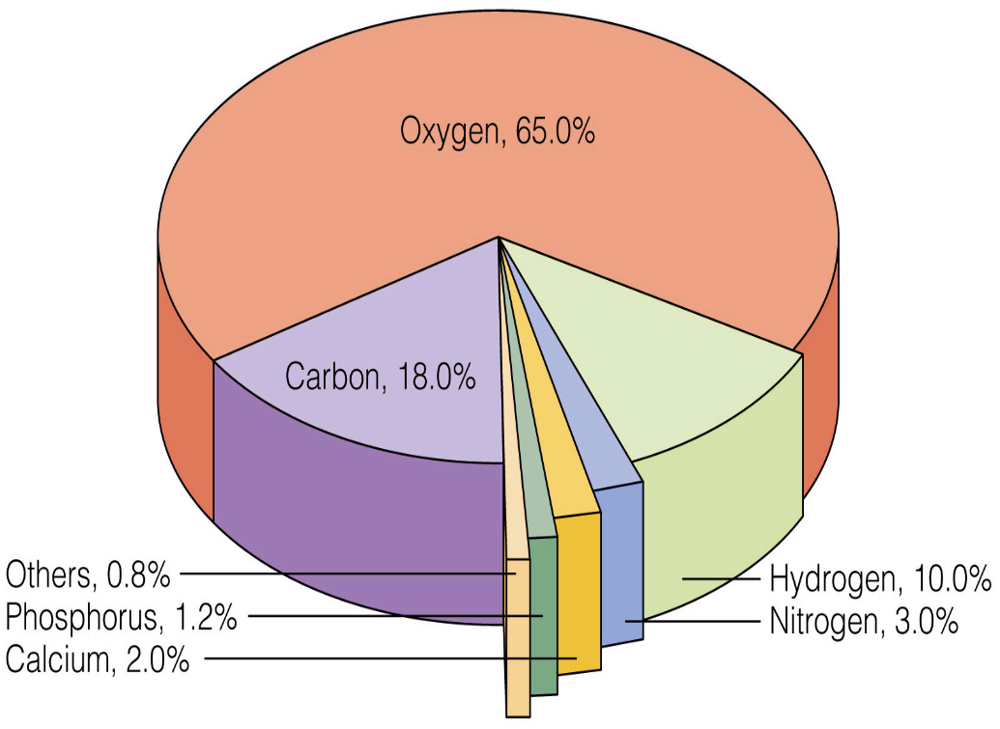 Oxygen, 65.0%
Carbon, 18.0%
Others, 0.8%
Phosphorus, 1.2%
Calcium, 2.0%
Hydrogen, 10.0%
Nitrogen, 3.0%